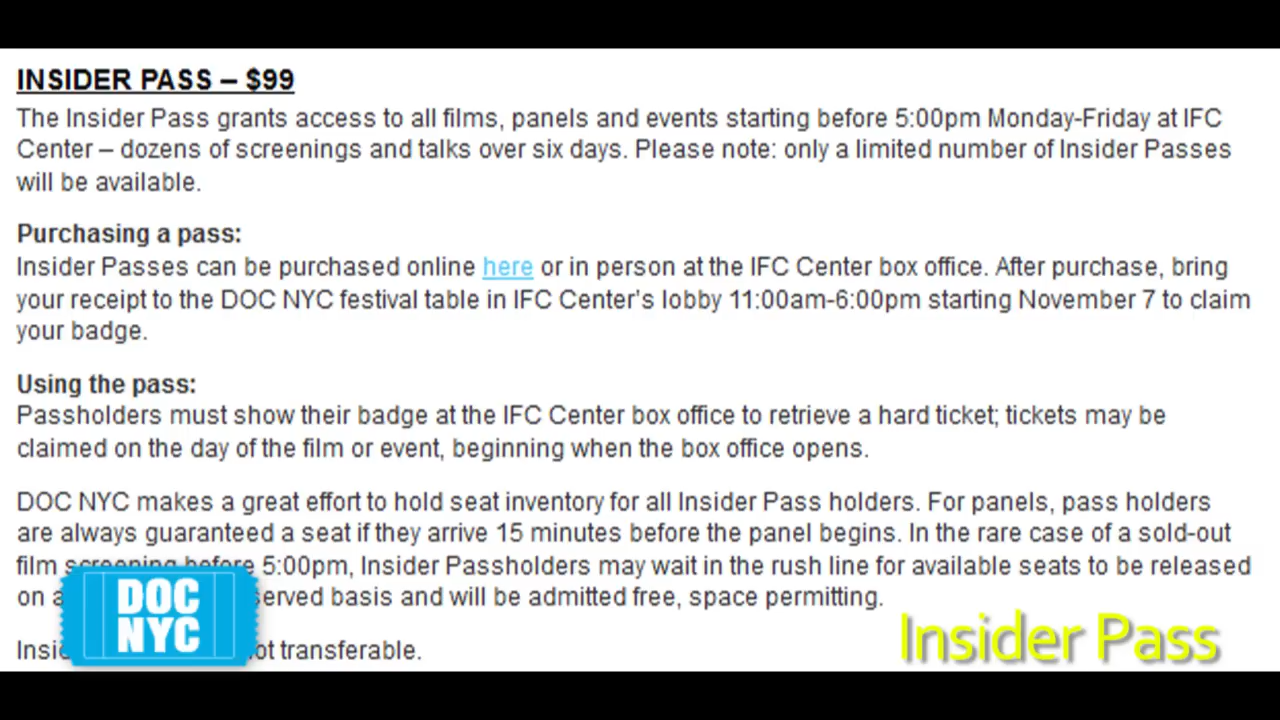 INSIDER PASS – $99
The Insider Pass grants access to all films, panels and events starting before 5:00pm Monday-Friday at IFC
Center – dozens of screenings and talks over six days. Please note: only a limited number of Insider Passes
will be available.
Purchasing a pass:
Insider Passes can be purchased online here or in person at the IFC Center box office. After purchase, bring
your receipt to the DOC NYC festival table in IFC Center's lobby 11:00am-6:00pm starting November 7 to claim
your badge.
Using the pass:
Passholders must show their badge at the IFC Center box office to retrieve a hard ticket; tickets may be
claimed on the day of the film or event, beginning when the box office opens.
DOC NYC makes a great effort to hold seat inventory for all Insider Pass holders. For panels, pass holders
are always guaranteed a seat if they arrive 15 minutes before the panel begins. In the rare case of a sold-out
film screening before 5:00pm, Insider Passholders may wait in the rush line for available seats to be released
on served basis and will be admitted free, space permitting.
transferable.
DOC
NYC
Insider Pass